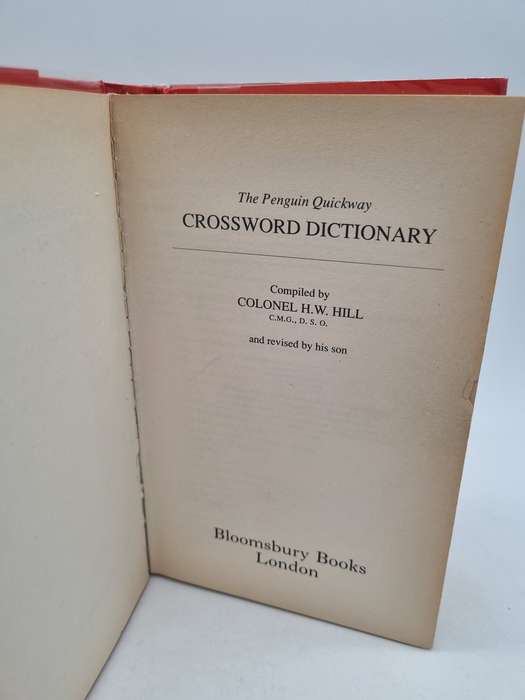 The Penguin Quickway
CROSSWORD DICTIONARY
Compiled by
COLONEL H.W. HILL
C.M.G., D. S. O.
and revised by his son
Bloomsbury Books
London